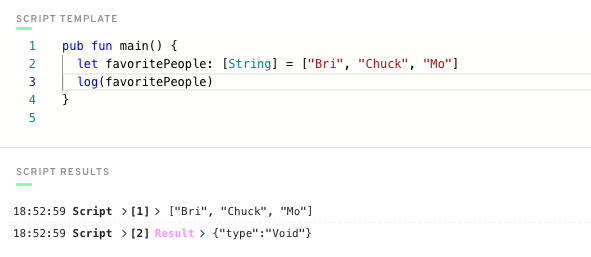 SCRIPT TEMPLATE
1 pub fun main() {
2 let favoritePeople: [String] = ["Bri", "Chuck", "Mo"]
3 log(favoritePeople)
4 }
5
SCRIPT RESULTS
18:52:59 Script >[1]> ["Bri", "Chuck", "Mo"]
18:52:59 Script >[2] Result > {"type":"Void"}